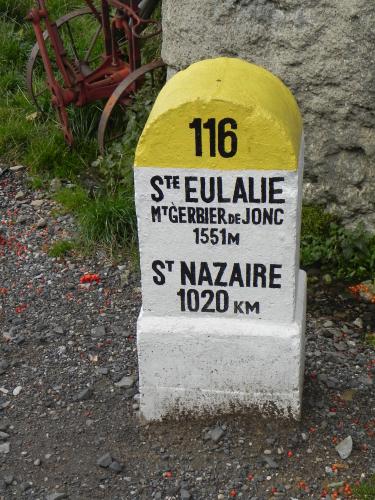 116
STE EULALIE
MT GERBIER DE JONC
1551M
ST NAZAIRE
1020 KM